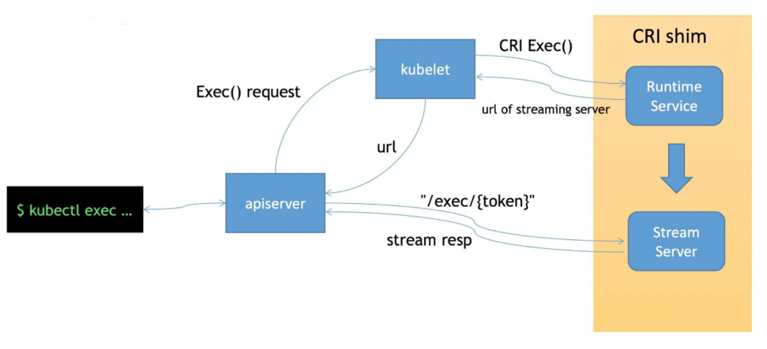 CRI shim
CRI Exec()
kubelet
Runtime
Service
Exec() request
url of streaming server
url
$ kubectl exec ...
apiserver
"/exec/{token}"
stream resp
Stream
Server